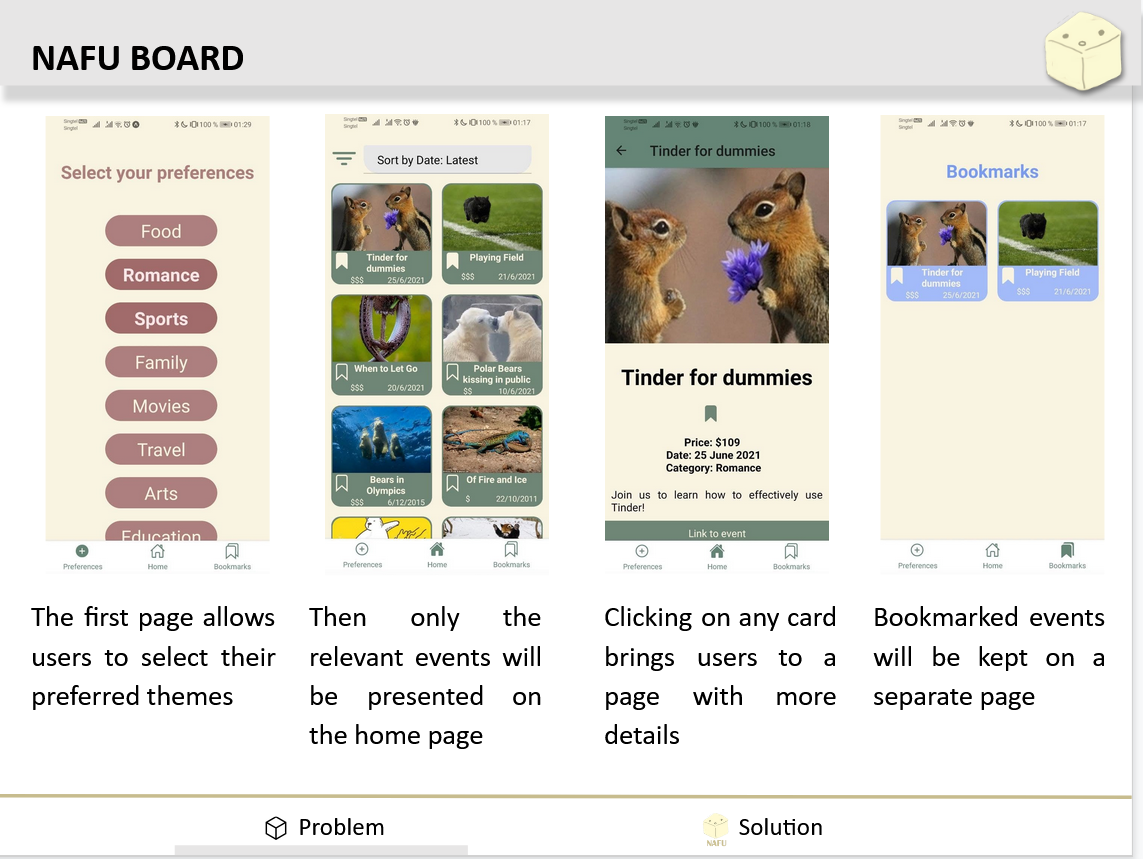 NAFU BOARD
Singtel
Singtel
100 %
01:29
Select your preferences
Food
Romance
Sports
Family
Movies
Travel
Arts
Education
Preferences
Home
Bookmarks
Singtel
Singtel
100 %
01:17
Sort by Date: Latest
Tinder for
dummies
$$$ 25/6/2021
Playing Field
$$$ 21/6/2021
When to Let Go
$$$ 20/6/2021
Polar Bears
kissing in public
$$ 10/6/2021
Bears in
Olympics
$$$ 6/12/2015
Of Fire and Ice
$ 22/10/2011
Preferences
Home
Bookmarks
Singtel
Singtel
100 %
01:18
Tinder for dummies
Tinder for dummies
Price: $109
Date: 25 June 2021
Category: Romance
Join us to learn how to effectively use
Tinder!
Link to event
Preferences
Home
Bookmarks
Singtel
Singtel
100 %
01:17
Bookmarks
Tinder for
dummies
$$$ 25/6/2021
Playing Field
$$$ 21/6/2021
Preferences
Home
Bookmarks
The first page allows
users to select their
preferred themes
Then only the
relevant events will
be presented on
the home page
Clicking on any card
brings users to a
page with more
details
Bookmarked events
will be kept on a
separate page
Problem
NAFU
Solution